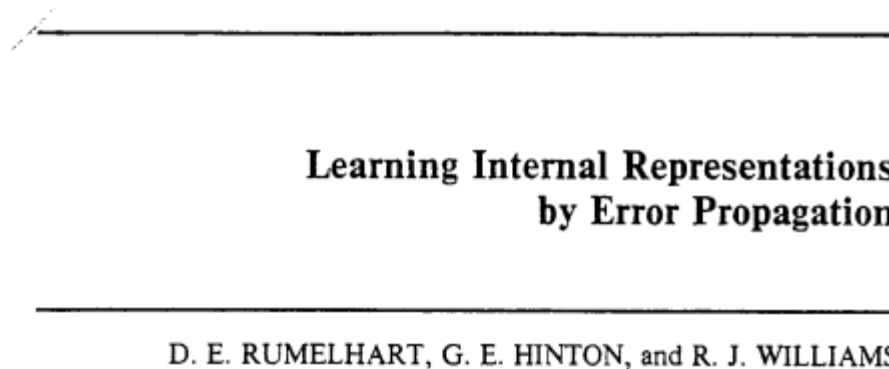 Learning Internal Representations
by Error Propagation
D. E. RUMELHART, G. E. HINTON, and R. J. WILLIAMS